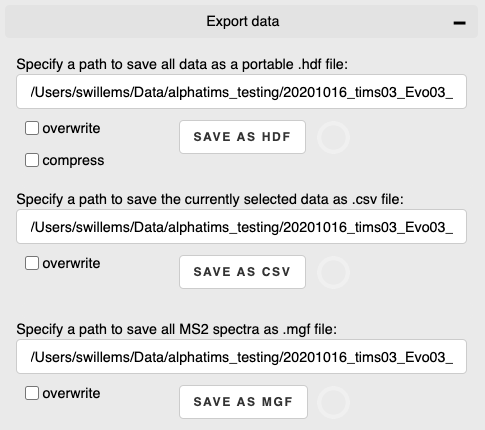 Export data
Specify a path to save all data as a portable .hdf file:
/Users/swillems/Data/alphatims_testing/20201016_tims03_Evo03_
overwrite
SAVE AS HDF
compress
Specify a path to save the currently selected data as .csv file:
/Users/swillems/Data/alphatims_testing/20201016_tims03_Evo03_
overwrite
SAVE AS CSV
Specify a path to save all MS2 spectra as .mgf file:
/Users/swillems/Data/alphatims_testing/20201016_tims03_Evo03_
overwrite
SAVE AS MGF